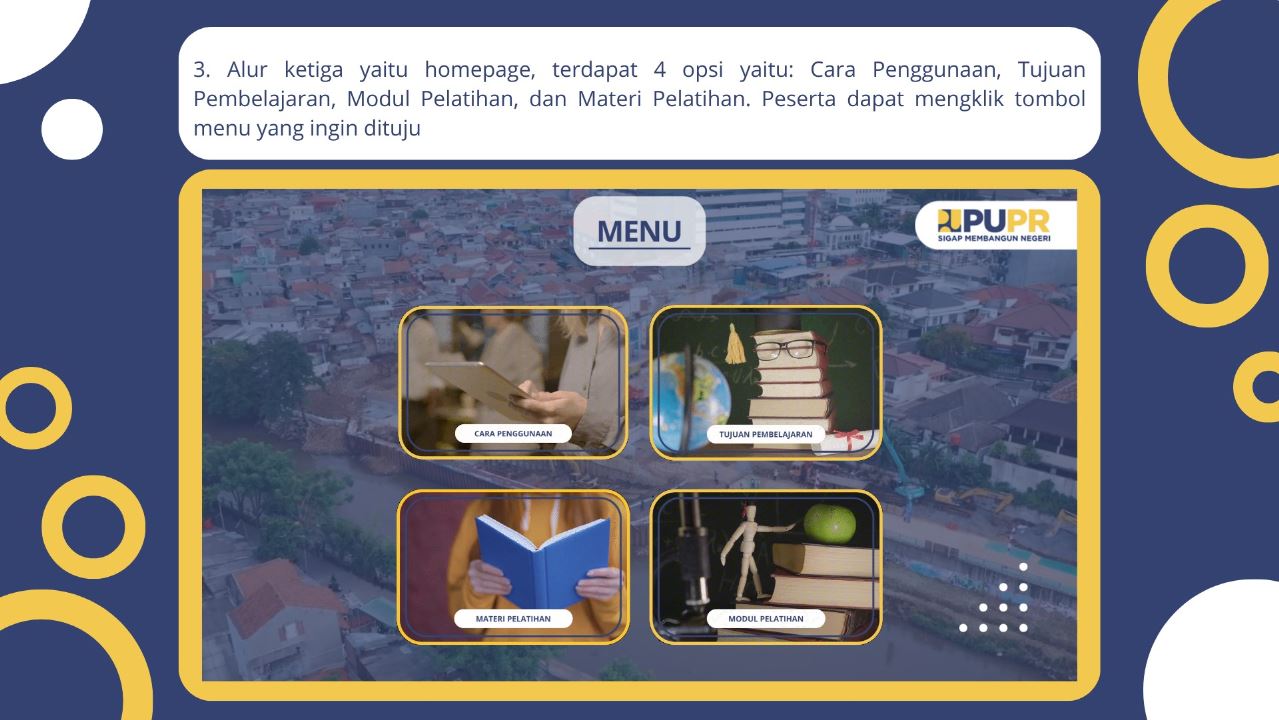 3. Alur ketiga yaitu homepage, terdapat 4 opsi yaitu: Cara Penggunaan, Tujuan
Pembelajaran, Modul Pelatihan, dan Materi Pelatihan. Peserta dapat mengklik tombol
menu yang ingin dituju
MENU
PUPR
SIGAP MEMBANGUN NEGERI
CARA PENGGUNAAN
TUJUAN PEMBELAJARAN
MATERI PELATIHAN
MODUL PELATIHAN